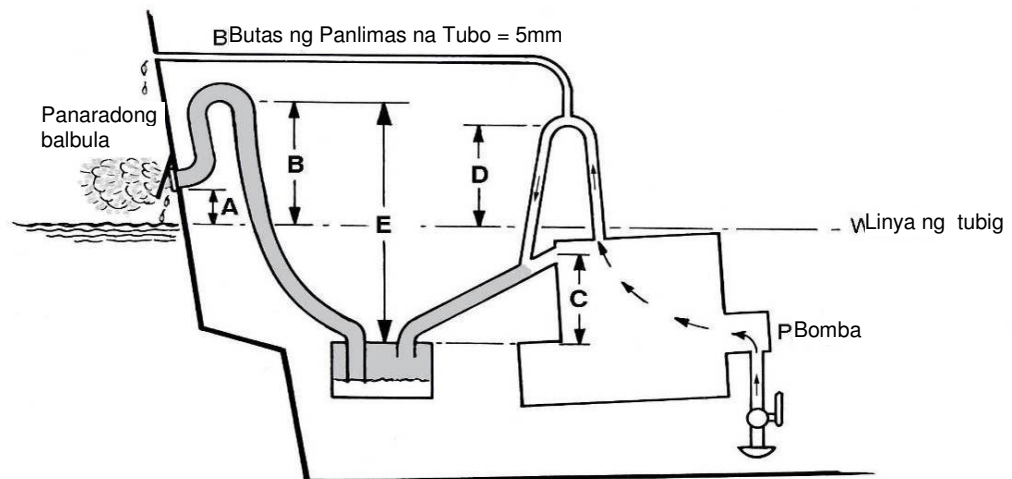 BButas ng Panlimas na Tubo = 5mm
Panaradong
balbula
B
D
A
E
WLinya ng tubig
C
PBomba